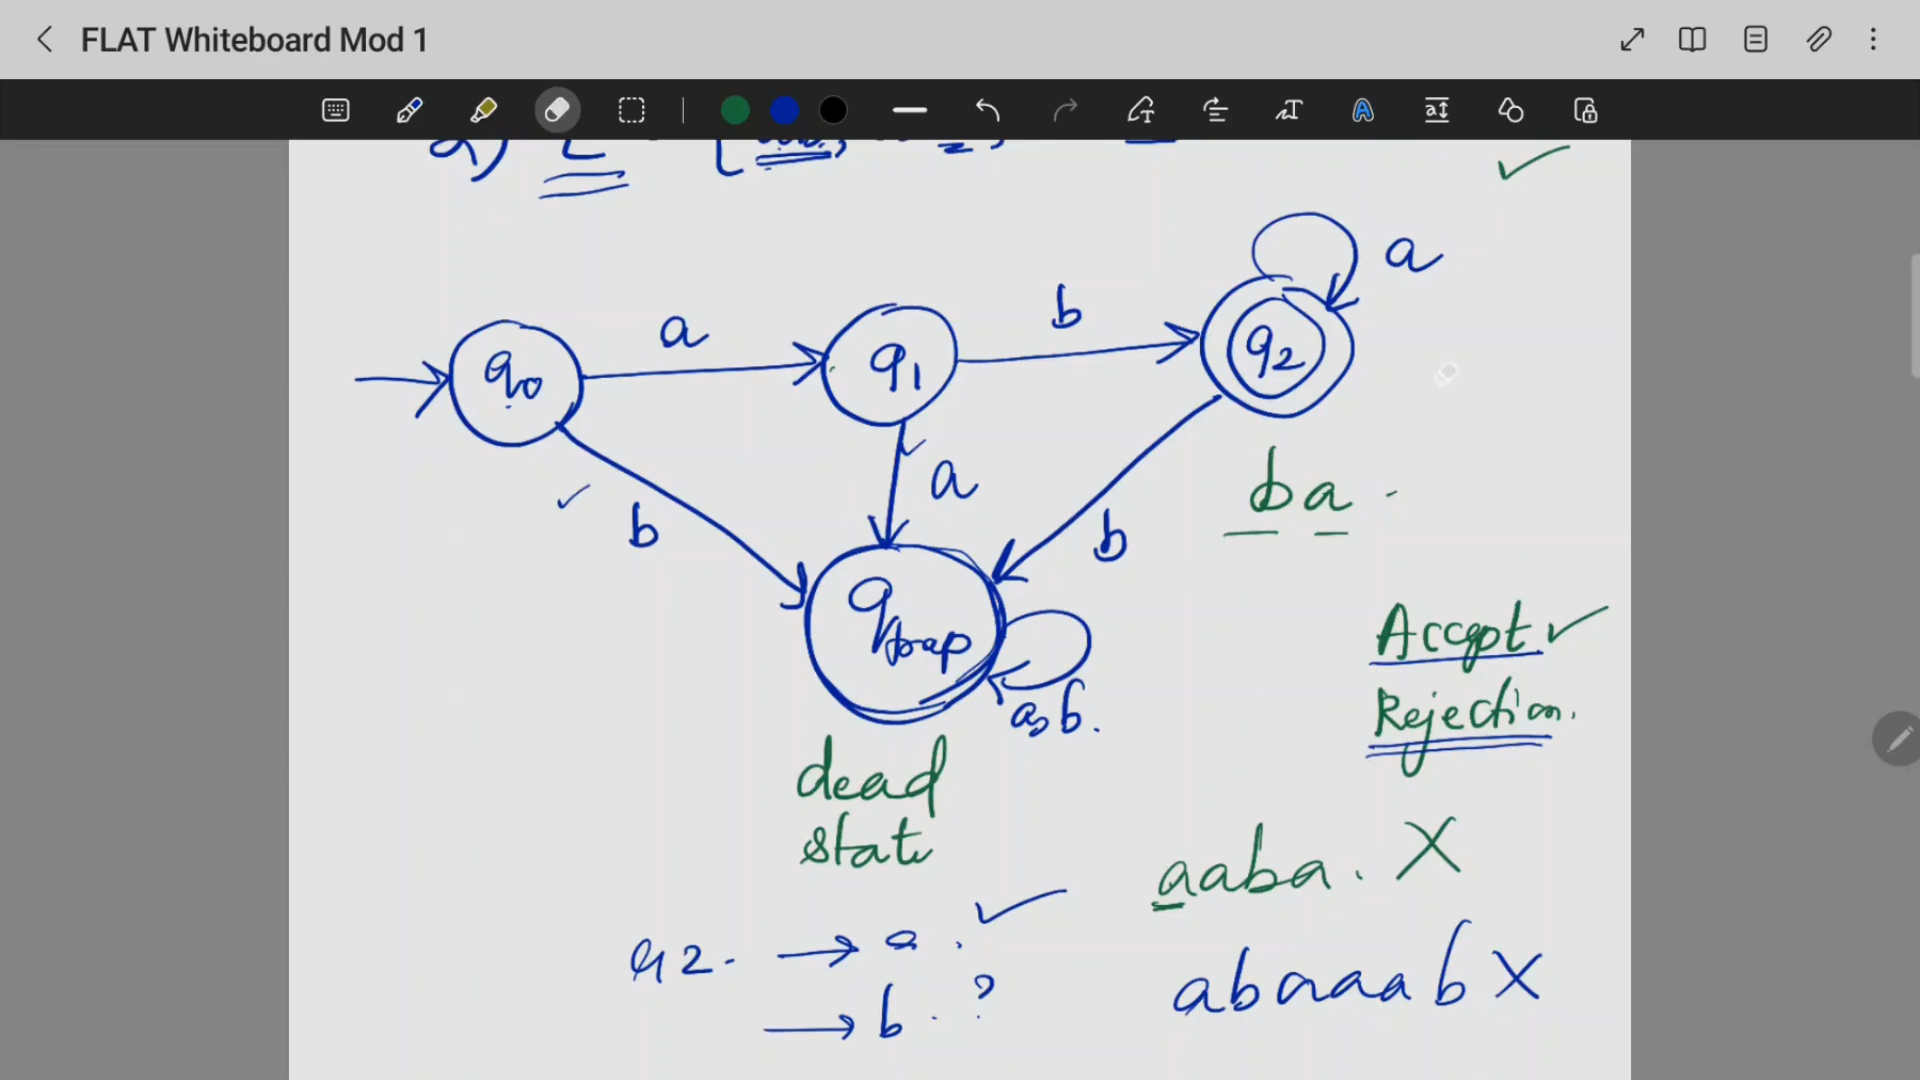 FLAT Whiteboard Mod 1
a
a
b
q0
q1
q2
a
b
b
ba
qtrap
a,b.
Accept
Rejection.
dead
state
aaba. X
q2. → a.
abaaab X
→ b. ?